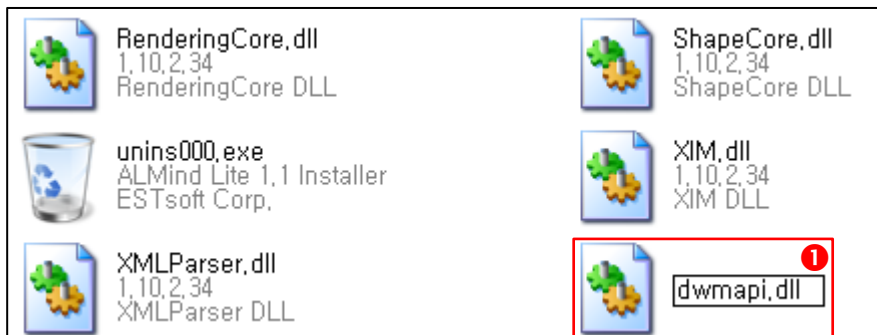 RenderingCore,dll
1,10,2,34
RenderingCore DLL
ShapeCore,dll
1,10,2,34
ShapeCore DLL
unins000,exe
ALMind Lite 1,1 Installer
ESTsoft Corp,
XIM,dll
1,10,2,34
XIM DLL
XMLParser,dll
1,10,2,34
XMLParser DLL
1
dwmapi,dll